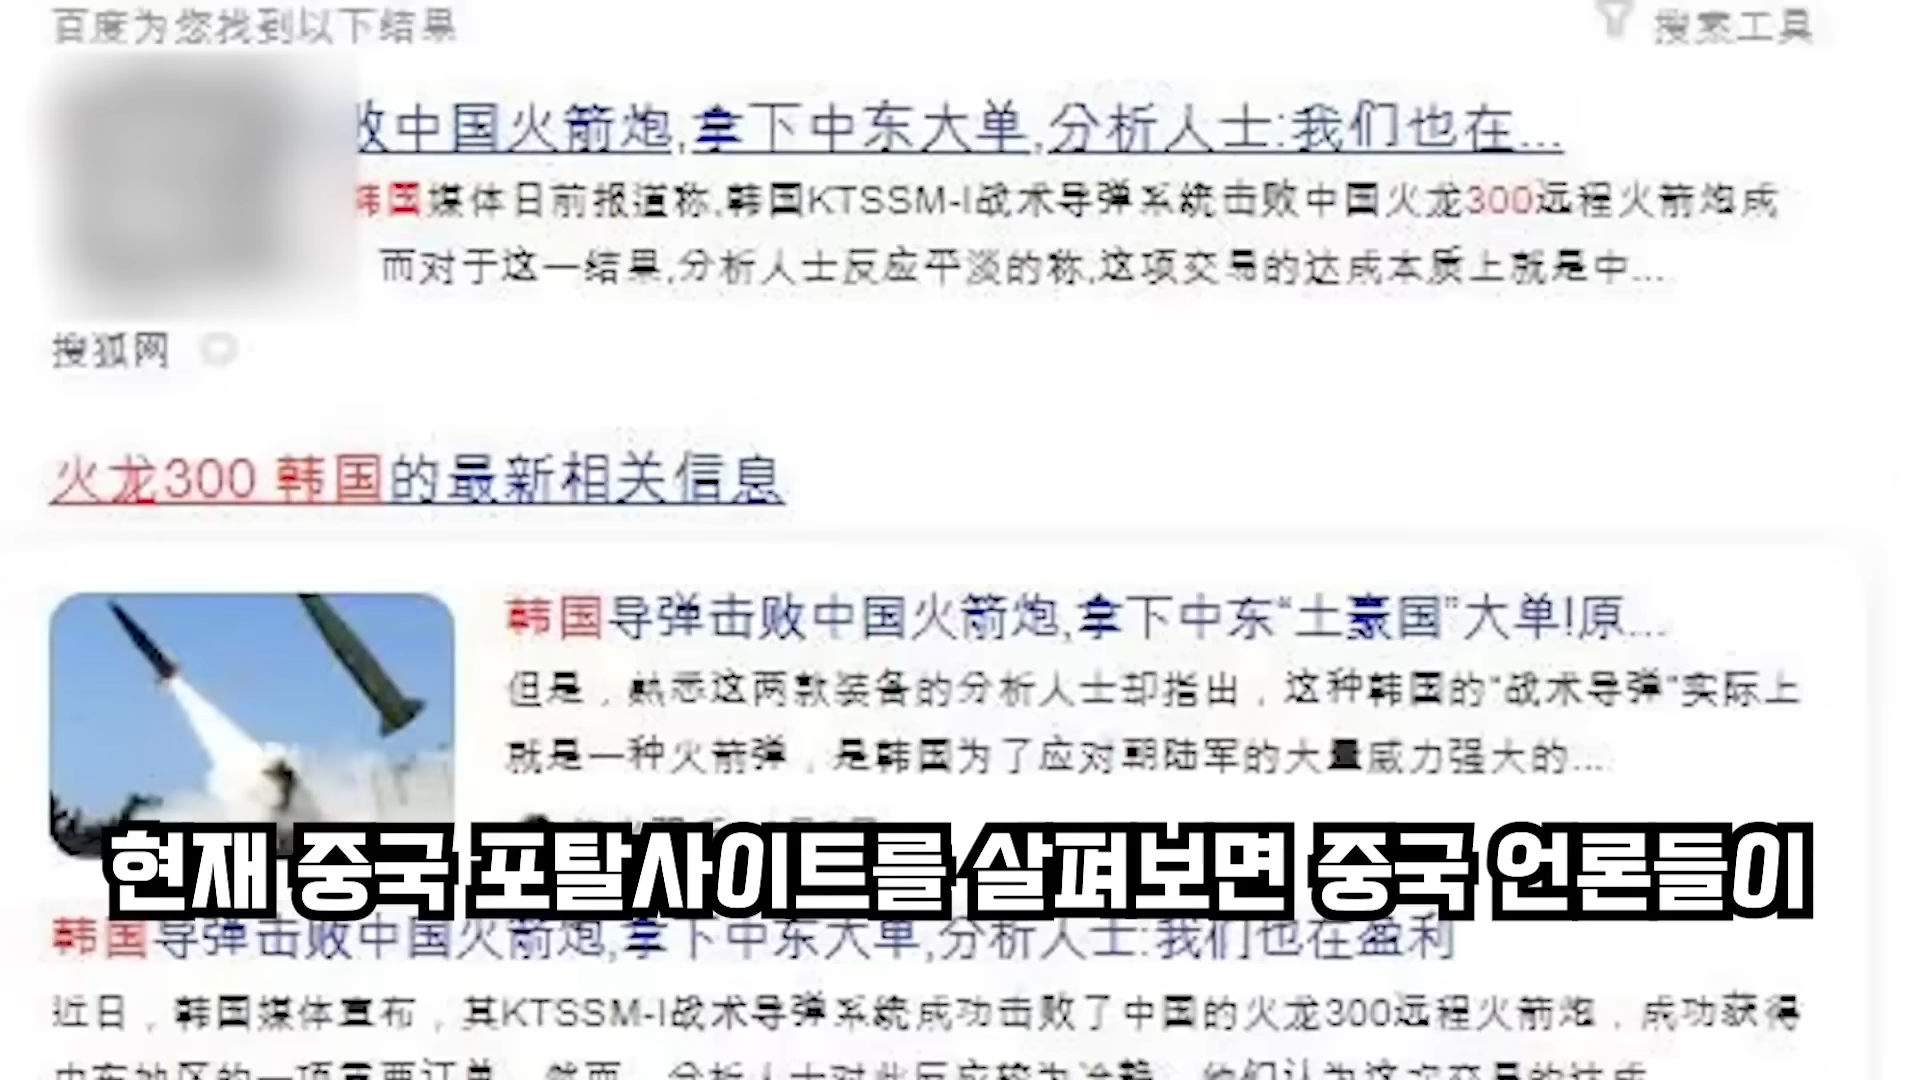 百度为您找到以下结果
搜索工具
败中国火箭炮,拿下中东大单,分析人士:我们也在...
韩国媒体日前报道称,韩国KTSSM-I战术导弹系统击败中国火龙300远程火箭炮成
而对于这一结果,分析人士反应平淡的称,这项交易的达成本质上就是中...
搜狐网
火龙300 韩国的最新相关信息
韩国导弹击败中国火箭炮,拿下中东“土豪国”大单!原...
但是，熟悉这两款装备的分析人士却指出，这种韩国的“战术导弹”实际上
就是一种火箭弹，是韩国为了应对朝陆军的大量威力强大的...
현재 중국 포탈사이트를 살펴보면 중국 언론들이
韩国导弹击败中国火箭炮,拿下中东大单,分析人士:我们也在盈利
近日，韩国媒体宣布，其KTSSM-I战术导弹系统成功击败了中国的火龙300远程火箭炮，成功获得